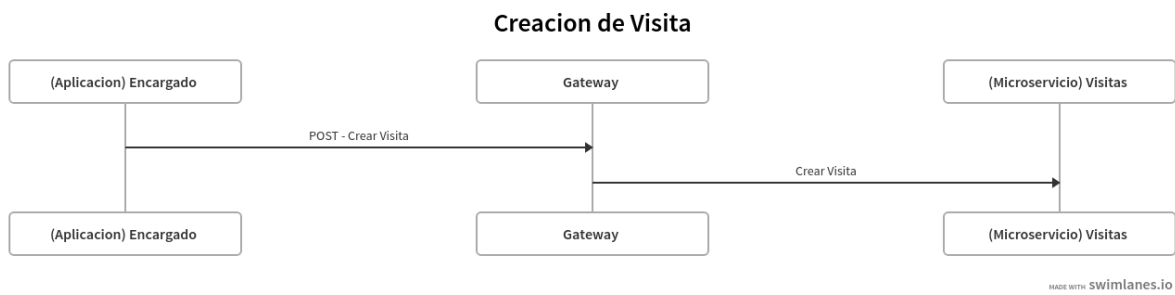 Creacion de Visita
(Aplicacion) Encargado
Gateway
(Microservicio) Visitas
POST - Crear Visita
Crear Visita
(Aplicacion) Encargado
Gateway
(Microservicio) Visitas
MADE WITH swimlanes.io